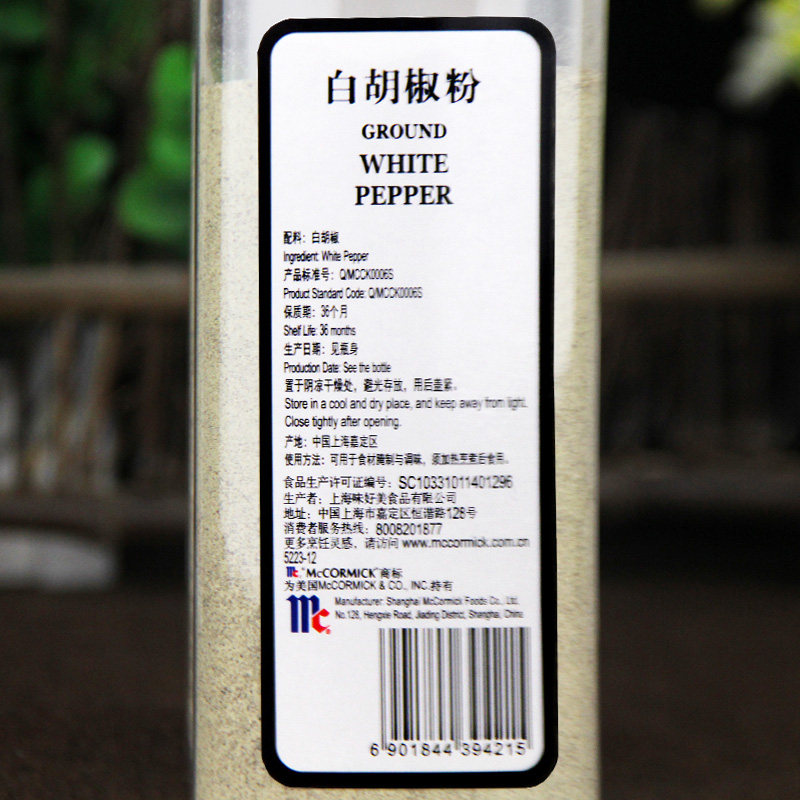 白胡椒粉
GROUND
WHITE
PEPPER
配料：白胡椒
Ingredient: White Pepper
产品标准号：Q/MCCK0006S
Product Standard Code: Q/MCCK0006S
保质期：36个月
Shelf Life: 36 months
生产日期：见瓶身
Production Date: See the bottle
置于阴凉干燥处，避光存放，用后盖紧。
Store in a cool and dry place, and keep away from light.
Close tightly after opening.
产地：中国上海嘉定区
使用方法：可用于食材腌制与调味，须加热烹煮后食用。
食品生产许可证编号：SC10331011401296
生产者：上海味好美食品有限公司
地址：中国上海市嘉定区恒谐路128号
消费者服务热线：8008201877
更多烹饪灵感，请访问 www.mccormick.com.cn
5223-12
Mc, "McCORMICK"商标
为美国McCORMICK & CO., INC.持有
Mc®
Manufacturer: Shanghai McCormick Foods Co., Ltd.
No.128, Hengxie Road, Jiading District, Shanghai, China
6 901844 394215